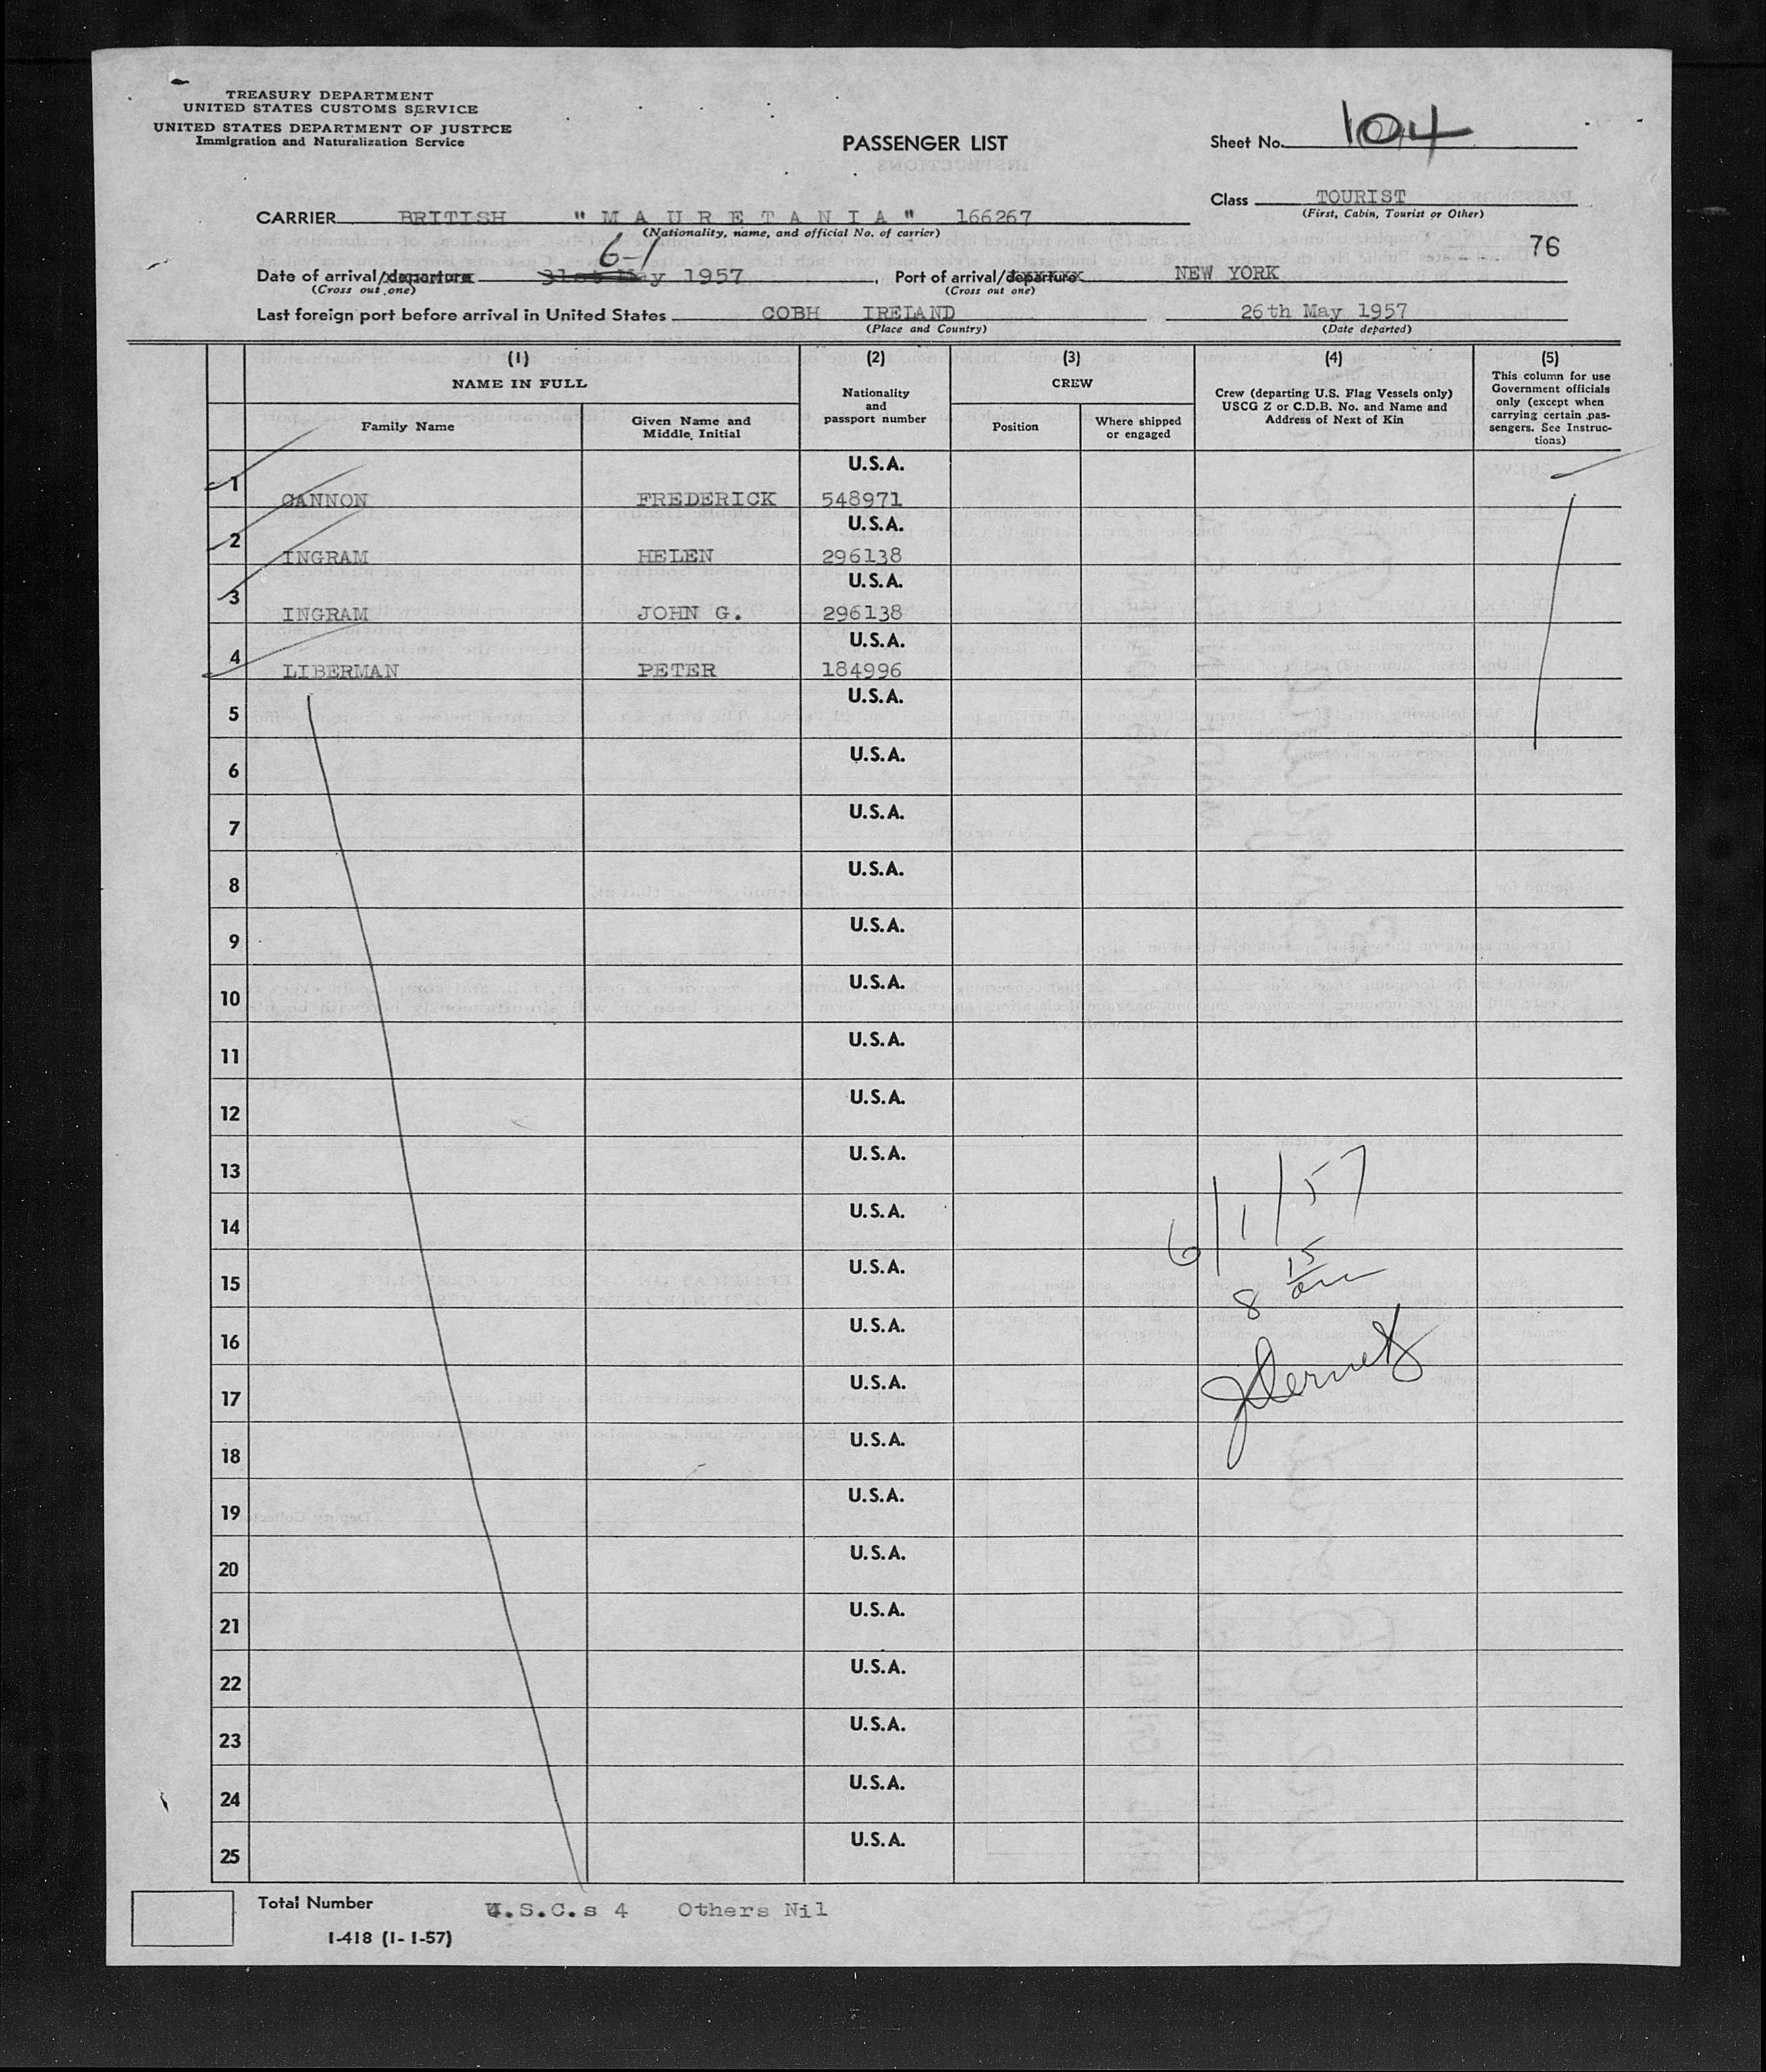 TREASURY DEPARTMENT
UNITED STATES CUSTOMS SERVICE
UNITED STATES DEPARTMENT OF JUSTICE
Immigration and Naturalization Service
PASSENGER LIST
Sheet No. 104
Class TOURIST
(First, Cabin, Tourist or Other)
CARRIER BRITISH "MAURETANIA" 166267
(Nationality, name, and official No. of carrier)
76
6-1
Date of arrival/departure 31st May 1957
(Cross out one)
Port of arrival/departure NEW YORK
(Cross out one)
Last foreign port before arrival in United States COBH IRELAND 26th May 1957
(Place and Country) (Date departed)
(1) (2) (3) (4) (5)
NAME IN FULL
Family Name
Given Name and Middle Initial
Nationality and passport number
CREW
Position
Where shipped or engaged
Crew (departing U.S. Flag Vessels only) USCG Z or C.D.B. No. and Name and Address of Next of Kin
This column for use Government officials only (except when carrying certain pas- sengers. See Instruc- tions)
1 CANNON FREDERICK U.S.A. 548971
2 INGRAM HELEN U.S.A. 296138
3 INGRAM JOHN G. U.S.A. 296138
4 LIBERMAN PETER U.S.A. 184996
5 U.S.A.
6 U.S.A.
7 U.S.A.
8 U.S.A.
9 U.S.A.
10 U.S.A.
11 U.S.A.
12 U.S.A.
13 U.S.A.
14 U.S.A.
6/1/57
15 U.S.A.
8 15 am
16 U.S.A.
17 U.S.A.
18 U.S.A.
19 U.S.A.
20 U.S.A.
21 U.S.A.
22 U.S.A.
23 U.S.A.
24 U.S.A.
25 U.S.A.
Total Number U.S.C.s 4 Others Nil
I-418 (1-1-57)